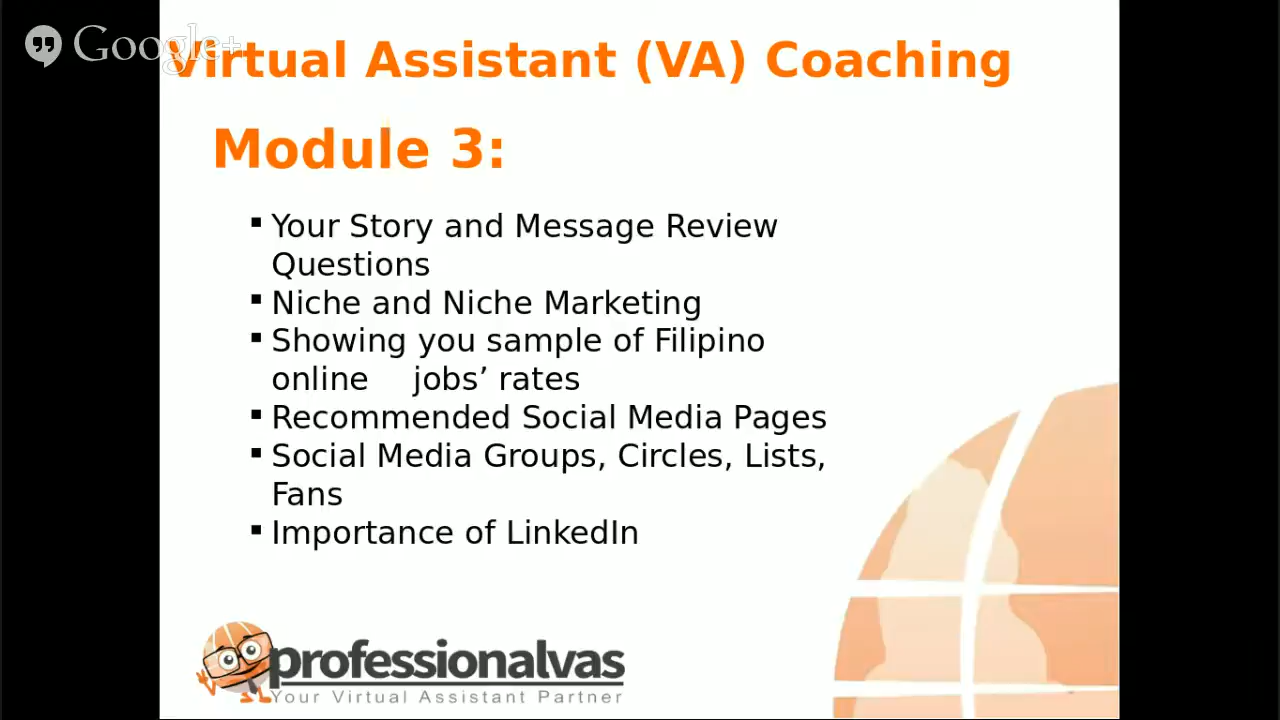 Google+
Virtual Assistant (VA) Coaching
Module 3:
▪ Your Story and Message Review
Questions
▪ Niche and Niche Marketing
▪ Showing you sample of Filipino
online jobs’ rates
▪ Recommended Social Media Pages
▪ Social Media Groups, Circles, Lists,
Fans
▪ Importance of LinkedIn
professionalvas
Your Virtual Assistant Partner